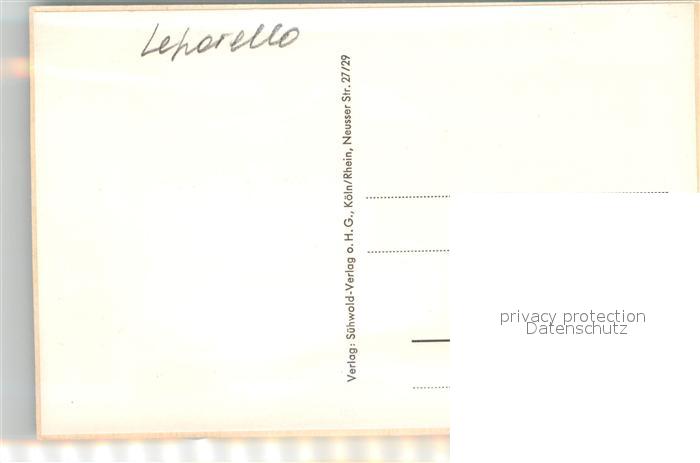 Leporello
Verlag: Sühwold-Verlag o. H. G., Köln/Rhein, Neusser Str. 27/29
privacy protection
Datenschutz